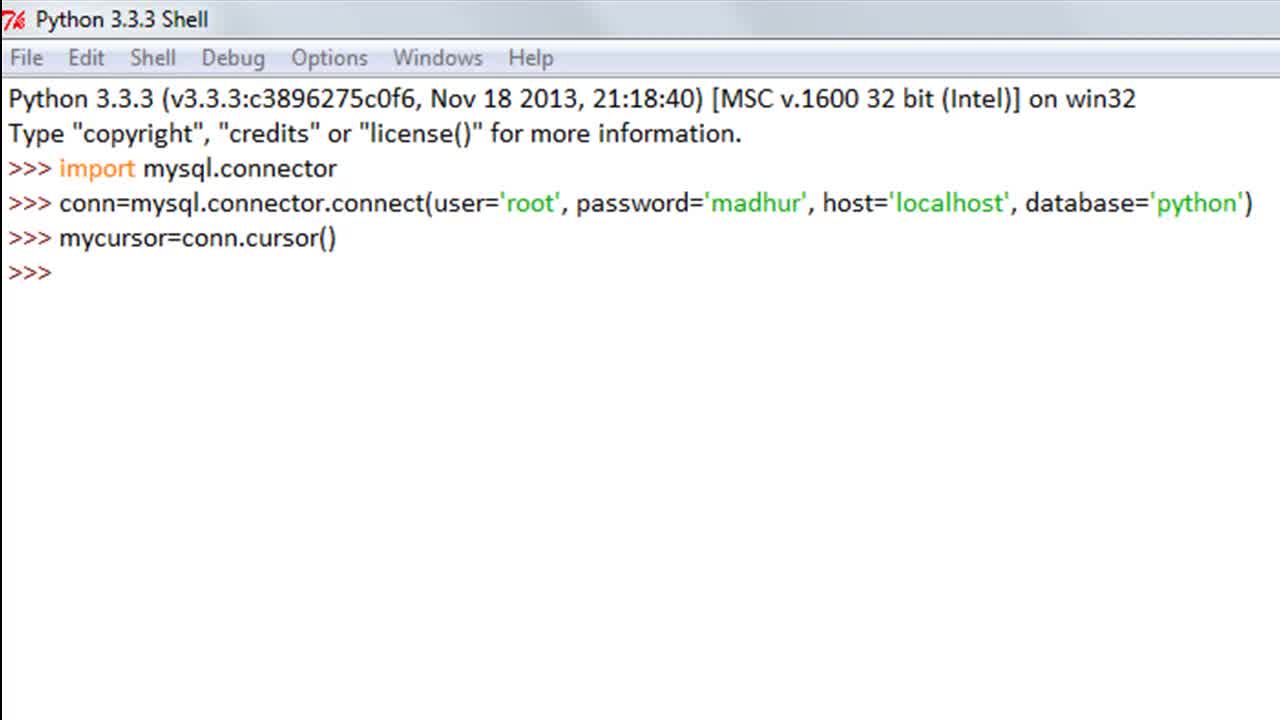 Python 3.3.3 Shell
File Edit Shell Debug Options Windows Help
Python 3.3.3 (v3.3.3:c3896275c0f6, Nov 18 2013, 21:18:40) [MSC v.1600 32 bit (Intel)] on win32
Type "copyright", "credits" or "license()" for more information.
>>> import mysql.connector
>>> conn=mysql.connector.connect(user='root', password='madhur', host='localhost', database='python')
>>> mycursor=conn.cursor()
>>>